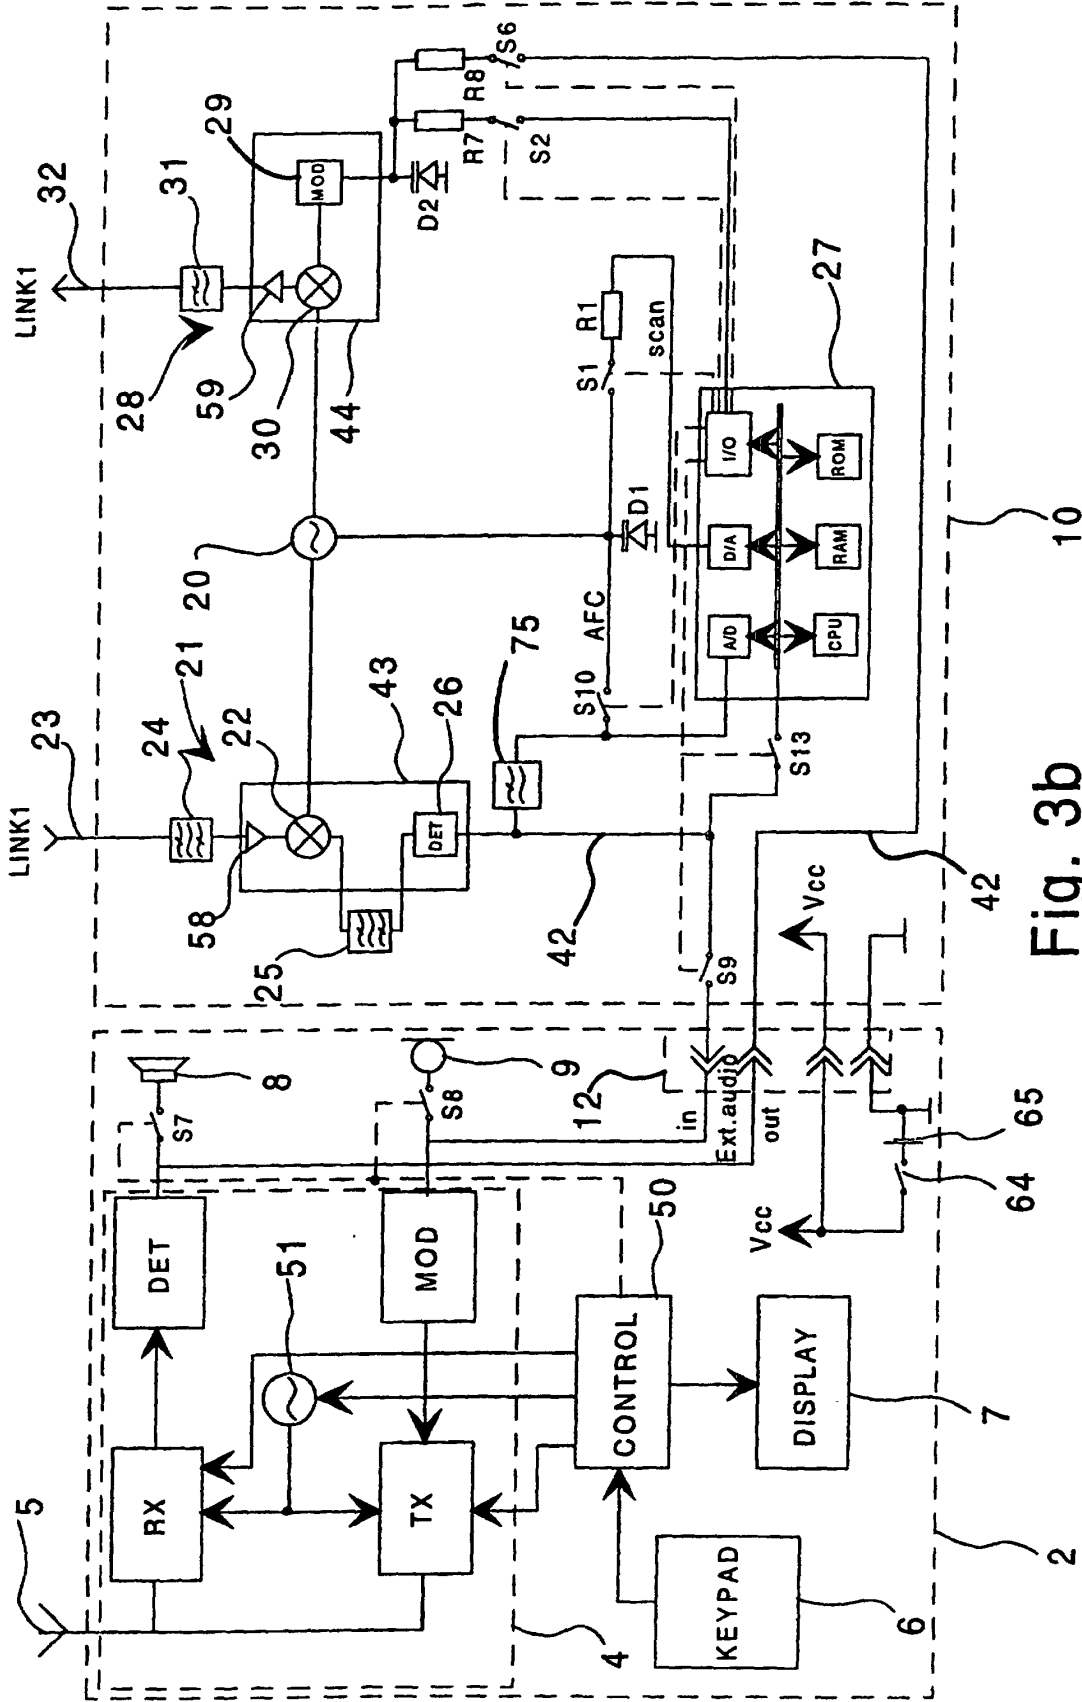 5
RX
DET
S7
8
51
TX
MOD
S8
9
4
CONTROL
50
KEYPAD
6
DISPLAY
7
2
12
in
Ext.audio
out
Vcc
64
65
LINK1
23
24
21
58
22
25
43
DET
26
20
42
75
S9
S10
AFC
S13
Vcc
42
LINK1
32
31
28
59
30
44
MOD
29
D2
R7
R8
S2
S6
D1
S1
R1
scan
27
A/D
D/A
I/O
CPU
RAM
ROM
10
Fig. 3b